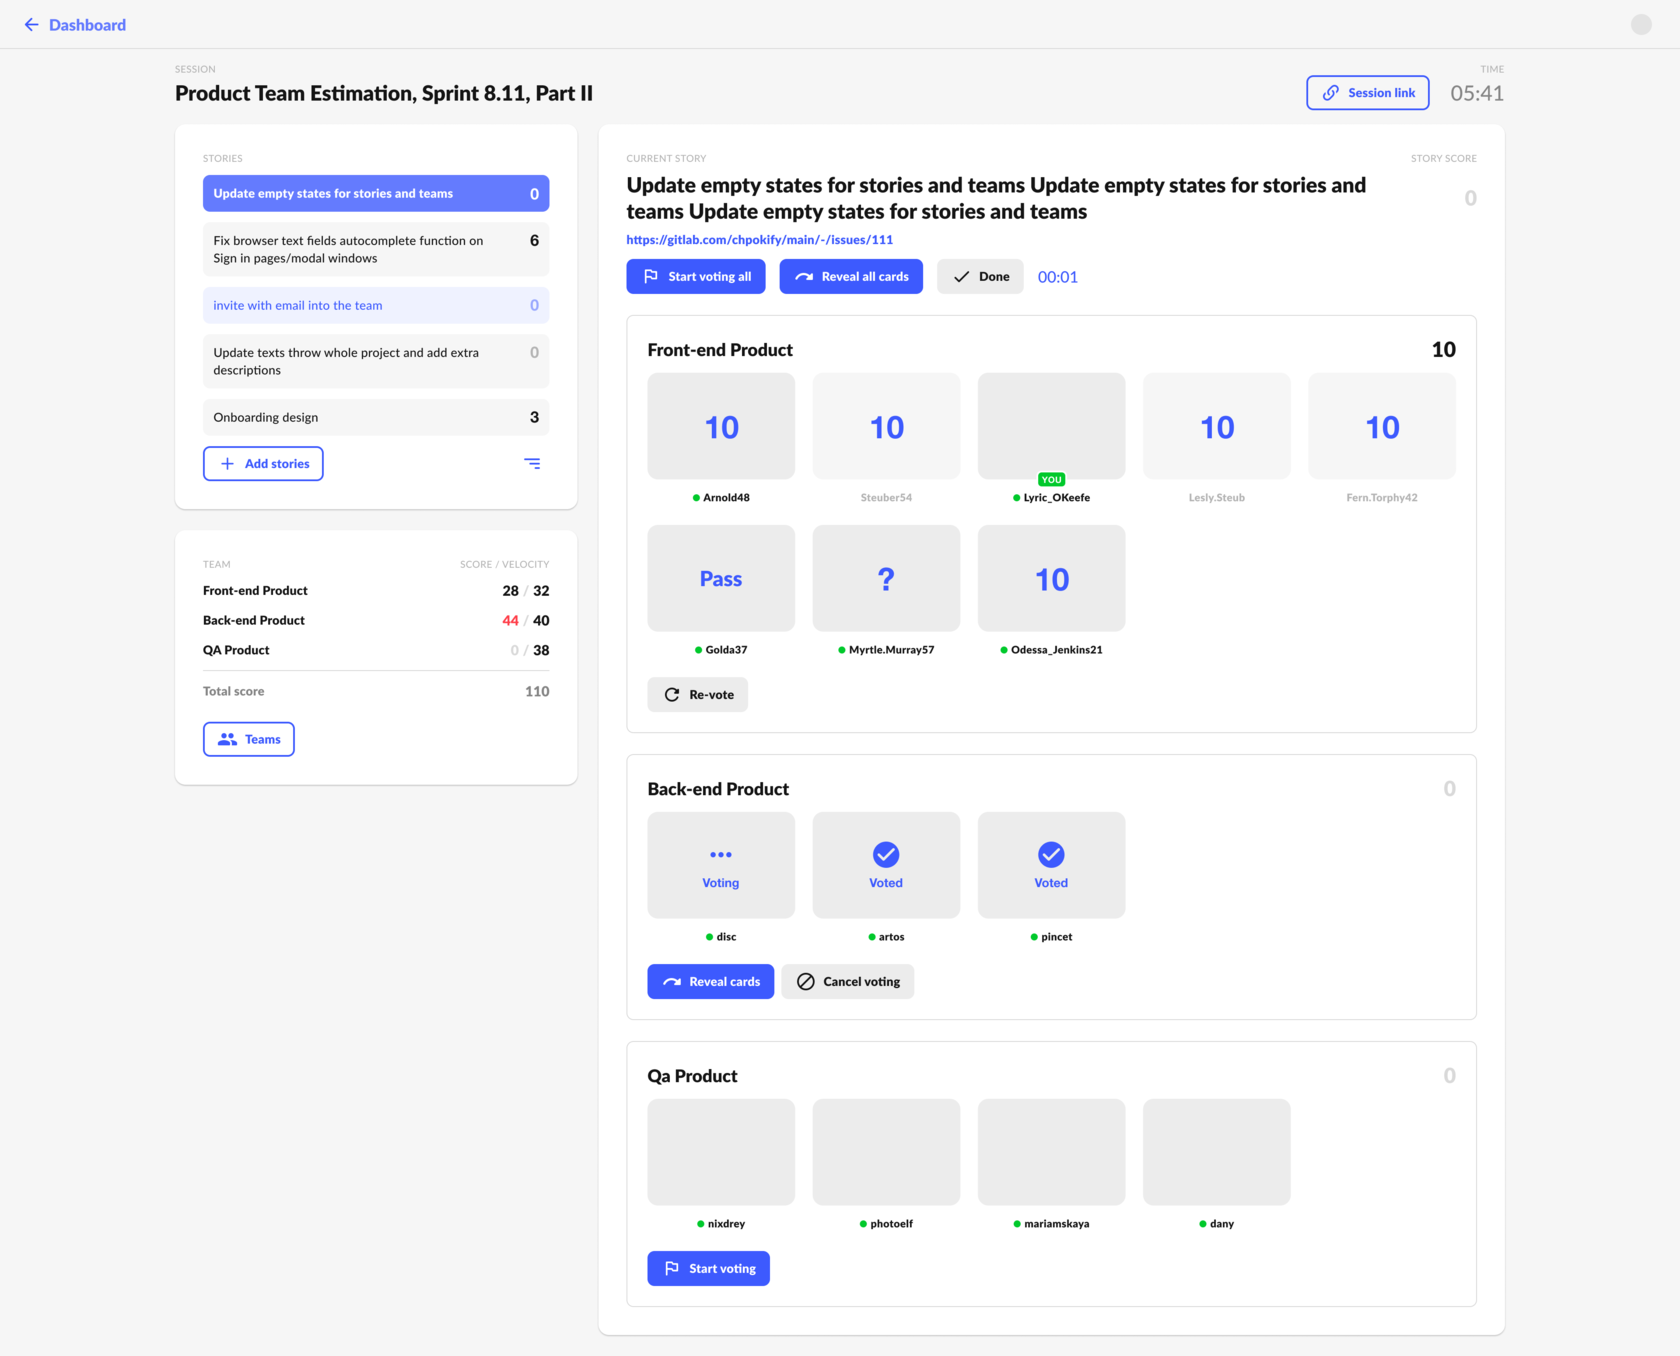 Dashboard
SESSION
Product Team Estimation, Sprint 8.11, Part II
Session link
TIME
05:41
STORIES
Update empty states for stories and teams 0
Fix browser text fields autocomplete function on
Sign in pages/modal windows
6
invite with email into the team 0
Update texts throw whole project and add extra
descriptions
0
Onboarding design 3
Add stories
TEAM SCORE / VELOCITY
Front-end Product 28 / 32
Back-end Product 44 / 40
QA Product 0 / 38
Total score 110
Teams
CURRENT STORY STORY SCORE
Update empty states for stories and teams Update empty states for stories and
teams Update empty states for stories and teams
0
https://gitlab.com/chpokify/main/-/issues/111
Start voting all Reveal all cards Done 00:01
Front-end Product 10
10 10 10 10
YOU
Arnold48 Steuber54 Lyric_OKeefe Lesly.Steub Fern.Torphy42
Pass ? 10
Golda37 Myrtle.Murray57 Odessa_Jenkins21
Re-vote
Back-end Product 0
Voting Voted Voted
disc artos pincet
Reveal cards Cancel voting
Qa Product 0
nixdrey photoelf mariamskaya dany
Start voting